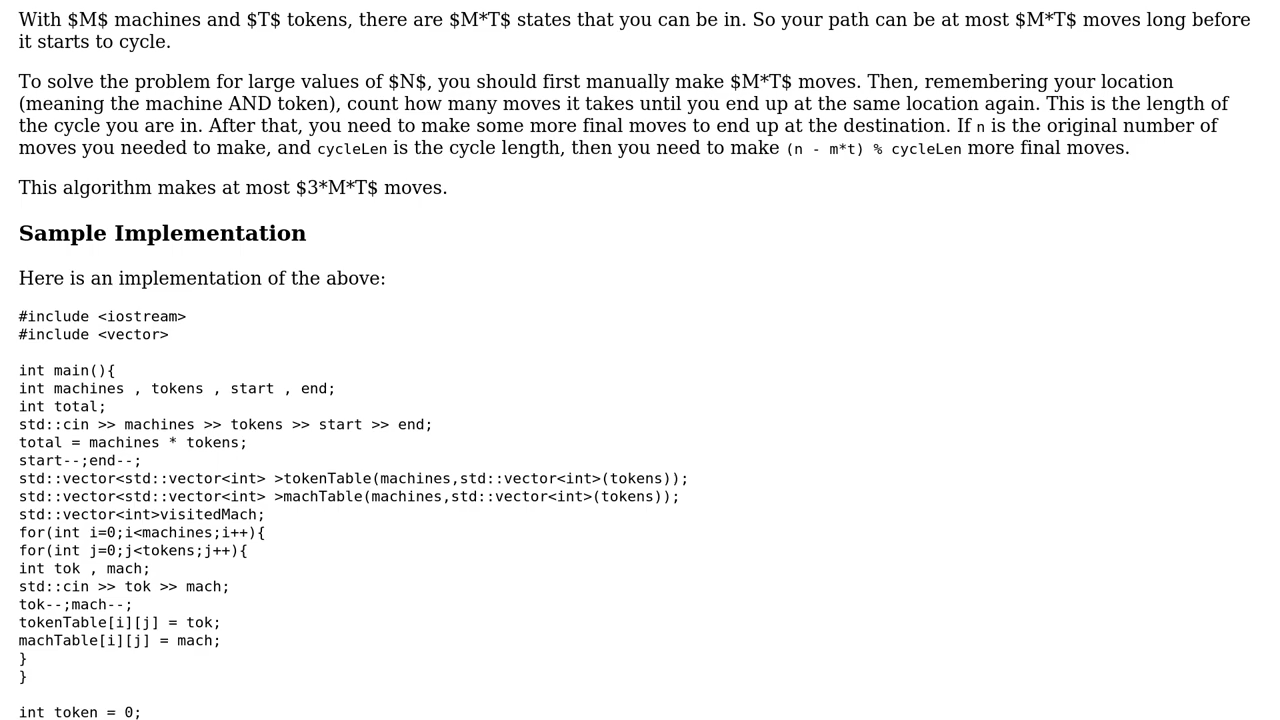 With $M$ machines and $T$ tokens, there are $M*T$ states that you can be in. So your path can be at most $M*T$ moves long before
it starts to cycle.
To solve the problem for large values of $N$, you should first manually make $M*T$ moves. Then, remembering your location
(meaning the machine AND token), count how many moves it takes until you end up at the same location again. This is the length of
the cycle you are in. After that, you need to make some more final moves to end up at the destination. If n is the original number of
moves you needed to make, and cycleLen is the cycle length, then you need to make (n - m*t) % cycleLen more final moves.
This algorithm makes at most $3*M*T$ moves.
Sample Implementation
Here is an implementation of the above:
#include <iostream>
#include <vector>
int main(){
int machines , tokens , start , end;
int total;
std::cin >> machines >> tokens >> start >> end;
total = machines * tokens;
start--;end--;
std::vector<std::vector<int> >tokenTable(machines,std::vector<int>(tokens));
std::vector<std::vector<int> >machTable(machines,std::vector<int>(tokens));
std::vector<int>visitedMach;
for(int i=0;i<machines;i++){
for(int j=0;j<tokens;j++){
int tok , mach;
std::cin >> tok >> mach;
tok--;mach--;
tokenTable[i][j] = tok;
machTable[i][j] = mach;
}
}
int token = 0;